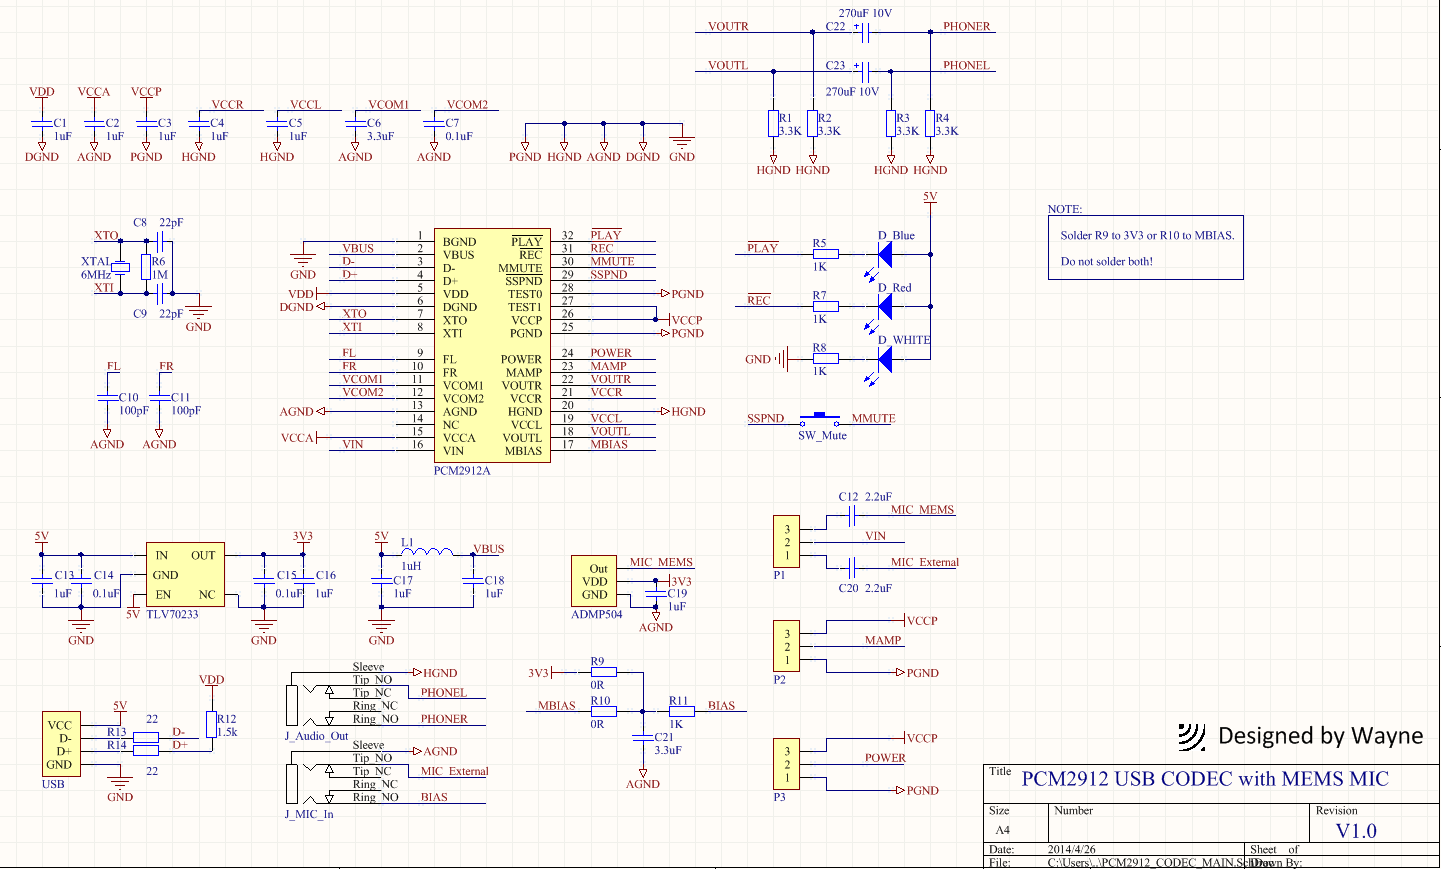 270uF 10V
VOUTR C22 + PHONER
VOUTL C23 + PHONEL
270uF 10V
R1 R2 R3 R4
3.3K 3.3K 3.3K 3.3K
HGND HGND HGND HGND
VDD VCCA VCCP VCCR VCCL VCOM1 VCOM2
C1 C2 C3 C4 C5 C6 C7
1uF 1uF 1uF 1uF 1uF 3.3uF 0.1uF
DGND AGND PGND HGND HGND AGND AGND
PGND HGND AGND DGND GND
C8 22pF
XTO
XTAL R6
6MHz 1M
XTI
C9 22pF
GND
FL FR
C10 C11
100pF 100pF
AGND AGND
1 BGND PLAY 32 PLAY
GND
VBUS 2 VBUS REC 31 REC
D- 3 D- MMUTE 30 MMUTE
D+ 4 D+ SSPND 29 SSPND
VDD 5 VDD TEST0 28 PGND
DGND 6 DGND TEST1 27
XTO 7 XTO VCCP 26 VCCP
XTI 8 XTI PGND 25 PGND
FL 9 FL POWER 24 POWER
FR 10 FR MAMP 23 MAMP
VCOM1 11 VCOM1 VOUTR 22 VOUTR
VCOM2 12 VCOM2 VCCR 21 VCCR
AGND 13 AGND HGND 20 HGND
14 NC VCCL 19 VCCL
VCCA 15 VCCA VOUTL 18 VOUTL
VIN 16 VIN MBIAS 17 MBIAS
PCM2912A
5V
PLAY R5 D_Blue
1K
REC R7 D_Red
1K
GND R8 D_WHITE
1K
SSPND MMUTE
SW_Mute
NOTE:
Solder R9 to 3V3 or R10 to MBIAS.
Do not solder both!
5V 3V3
IN OUT
GND
EN NC
C13 C14 C15 C16
1uF 0.1uF 0.1uF 1uF
5V TLV70233
GND GND
5V L1 VBUS
1uH
C17 C18
1uF 1uF
GND
Out MIC_MEMS
VDD 3V3
GND C19
1uF
ADMP504
AGND
C12 2.2uF
MIC_MEMS
3
2 VIN
1 MIC_External
P1 C20 2.2uF
VCCP
3
2 MAMP
1
P2 PGND
VCCP
3
2 POWER
1
P3 PGND
VDD
5V
VCC 22 R12
D- R13 D- 1.5k
D+ R14 D+
GND 22
USB
GND
Sleeve HGND
Tip_NO
Tip_NC PHONEL
Ring_NC
Ring_NO PHONER
J_Audio_Out
Sleeve AGND
Tip_NO
Tip_NC MIC_External
Ring_NC
Ring_NO BIAS
J_MIC_In
3V3 R9
0R
MBIAS R10 R11 BIAS
0R 1K
C21
3.3uF
AGND
Designed by Wayne
Title PCM2912 USB CODEC with MEMS MIC
Size Number Revision
A4 V1.0
Date: 2014/4/26 Sheet of
File: C:\Users\..\PCM2912_CODEC_MAIN.Sch By: